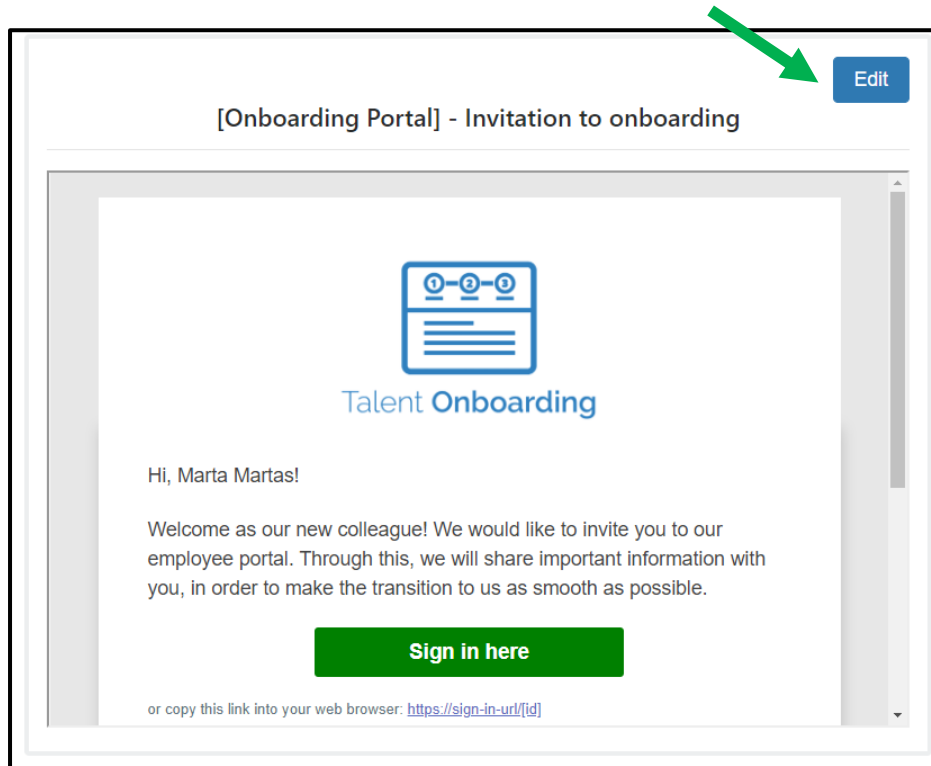 Edit
[Onboarding Portal] - Invitation to onboarding
1 2 3
Talent Onboarding
Hi, Marta Martas!
Welcome as our new colleague! We would like to invite you to our
employee portal. Through this, we will share important information with
you, in order to make the transition to us as smooth as possible.
Sign in here
or copy this link into your web browser: https://sign-in-url/[id]